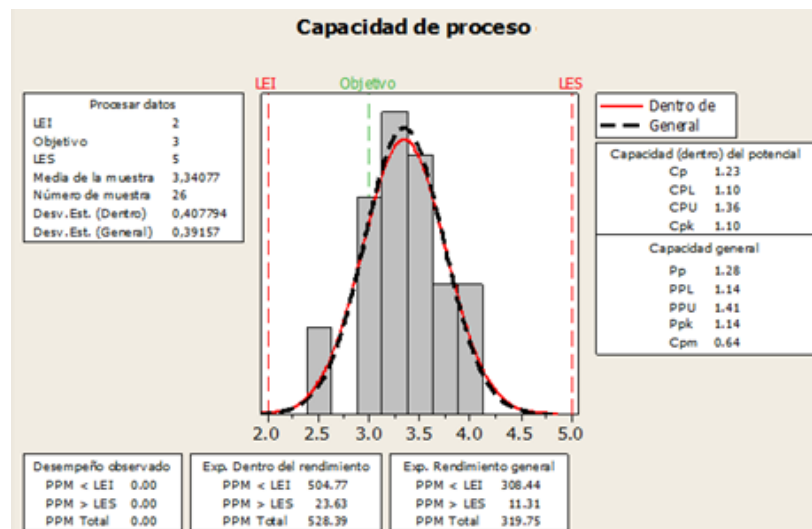 Capacidad de proceso
LEI Objetivo LES
Procesar datos
LEI 2
Objetivo 3
LES 5
Media de la muestra 3,34077
Número de muestra 26
Desv.Est. (Dentro) 0,407794
Desv.Est. (General) 0,39157
Dentro de
General
Capacidad (dentro) del potencial
Cp 1.23
CPL 1.10
CPU 1.36
Cpk 1.10
Capacidad general
Pp 1.28
PPL 1.14
PPU 1.41
Ppk 1.14
Cpm 0.64
2.0 2.5 3.0 3.5 4.0 4.5 5.0
Desempeño observado
PPM < LEI 0.00
PPM > LES 0.00
PPM Total 0.00
Exp. Dentro del rendimiento
PPM < LEI 504.77
PPM > LES 23.63
PPM Total 528.39
Exp. Rendimiento general
PPM < LEI 308.44
PPM > LES 11.31
PPM Total 319.75